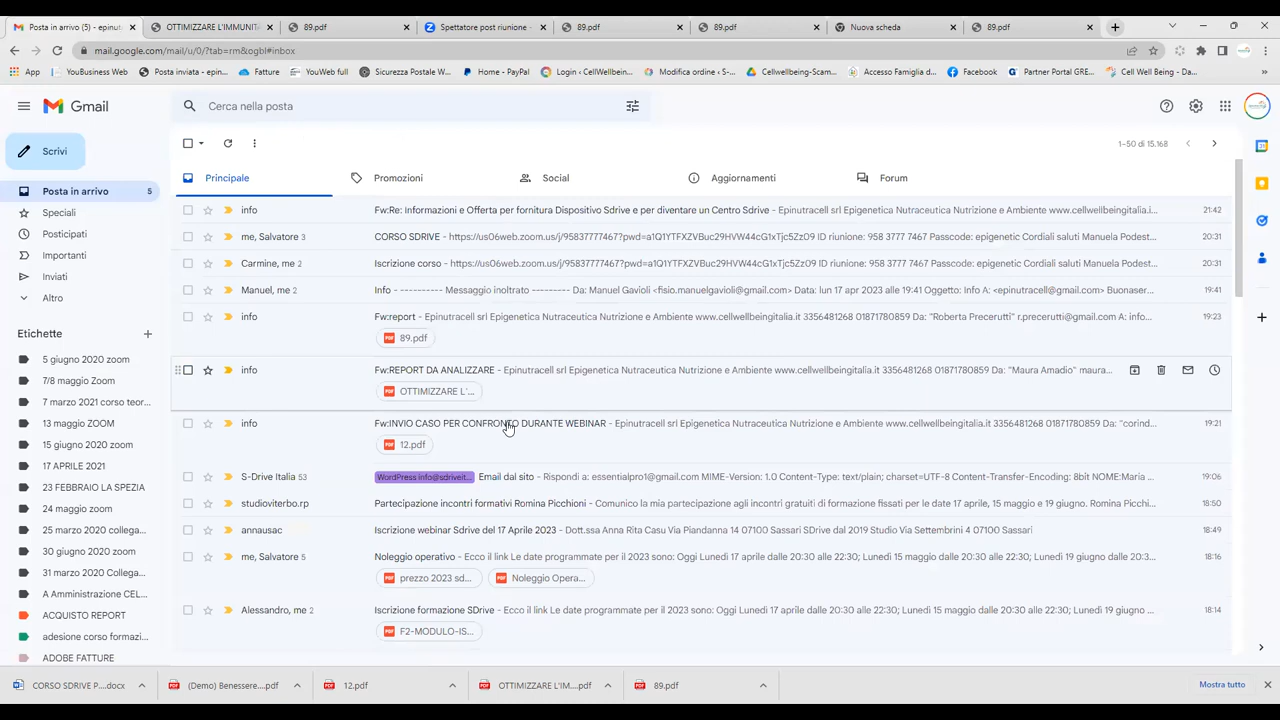 Posta in arrivo (5) - epinut
OTTIMIZZARE L'IMMUNIT
89.pdf
Spettatore post riunione -
89.pdf
89.pdf
Nuova scheda
89.pdf
mail.google.com/mail/u/0/?tab=rm&ogbl#inbox
App
YouBusiness Web
Posta inviata - epin...
Fatture
YouWeb full
Sicurezza Postale W...
Home - PayPal
Login ‹ CellWellbein...
Modifica ordine ‹ S-...
Cellwellbeing-Scam...
Accesso Famiglia d...
Facebook
Partner Portal GRE...
Cell Well Being - Da...
Gmail
Cerca nella posta
Scrivi
1–50 di 15.168
Posta in arrivo 5
Speciali
Posticipati
Importanti
Inviati
Altro
Etichette
5 giugno 2020 zoom
7/8 maggio Zoom
7 marzo 2021 corso teor...
13 maggio ZOOM
15 giugno 2020 zoom
17 APRILE 2021
23 FEBBRAIO LA SPEZIA
24 maggio zoom
25 marzo 2020 collega...
30 giugno 2020 zoom
31 marzo 2020 Collega...
A Amministrazione CEL...
ACQUISTO REPORT
adesione corso formazi...
ADOBE FATTURE
Principale
Promozioni
Social
Aggiornamenti
Forum
info Fw:Re: Informazioni e Offerta per fornitura Dispositivo Sdrive e per diventare un Centro Sdrive - Epinutracell srl Epigenetica Nutraceutica Nutrizione e Ambiente www.cellwellbeingitalia.i... 21:42
me, Salvatore 3 CORSO SDRIVE - https://us06web.zoom.us/j/95837777467?pwd=a1Q1YTFXZVBuc29HVW44cG1xTjc5Zz09 ID riunione: 958 3777 7467 Passcode: epigenetic Cordiali saluti Manuela Podest... 20:31
Carmine, me 2 Iscrizione corso - https://us06web.zoom.us/j/95837777467?pwd=a1Q1YTFXZVBuc29HVW44cG1xTjc5Zz09 ID riunione: 958 3777 7467 Passcode: epigenetic Cordiali saluti Manuela Podest... 20:31
Manuel, me 2 Info - ---------- Messaggio inoltrato --------- Da: Manuel Gavioli <fisio.manuelgavioli@gmail.com> Data: lun 17 apr 2023 alle 19:41 Oggetto: Info A: <epinutracell@gmail.com> Buonaser... 19:41
info Fw:report - Epinutracell srl Epigenetica Nutraceutica Nutrizione e Ambiente www.cellwellbeingitalia.it 3356481268 01871780859 Da: "Roberta Precerutti" r.precerutti@gmail.com A: info... 19:23
89.pdf
info Fw:REPORT DA ANALIZZARE - Epinutracell srl Epigenetica Nutraceutica Nutrizione e Ambiente www.cellwellbeingitalia.it 3356481268 01871780859 Da: "Maura Amadio" maura...
OTTIMIZZARE L'...
info Fw:INVIO CASO PER CONFRONTO DURANTE WEBINAR - Epinutracell srl Epigenetica Nutraceutica Nutrizione e Ambiente www.cellwellbeingitalia.it 3356481268 01871780859 Da: "corind... 19:21
12.pdf
S-Drive Italia 53 WordPress info@sdriveit... Email dal sito - Rispondi a: essentialpro1@gmail.com MIME-Version: 1.0 Content-Type: text/plain; charset=UTF-8 Content-Transfer-Encoding: 8bit NOME:Maria ... 19:06
studioviterbo.rp Partecipazione incontri formativi Romina Picchioni - Comunico la mia partecipazione agli incontri gratuito di formazione fissati per le date 17 aprile, 15 maggio e 19 giugno. Cordiali saluti. 18:50
annausac Iscrizione webinar Sdrive del 17 Aprile 2023 - Dott.ssa Anna Rita Casu Via Piandanna 14 07100 Sassari SDrive dal 2019 Studio Via Settembrini 4 07100 Sassari 18:49
me, Salvatore 5 Noleggio operativo - Ecco il link Le date programmate per il 2023 sono: Oggi Lunedì 17 aprile dalle 20:30 alle 22:30; Lunedì 15 maggio dalle 20:30 alle 22:30; Lunedì 19 giugno dalle 20:3... 18:16
prezzo 2023 sd...
Noleggio Opera...
Alessandro, me 2 Iscrizione formazione SDrive - Ecco il link Le date programmate per il 2023 sono: Oggi Lunedì 17 aprile dalle 20:30 alle 22:30; Lunedì 15 maggio dalle 20:30 alle 22:30; Lunedì 19 giugno ... 18:14
F2-MODULO-IS...
CORSO SDRIVE P....docx
(Demo) Benesser....pdf
12.pdf
OTTIMIZZARE L'IM....pdf
89.pdf
Mostra tutto